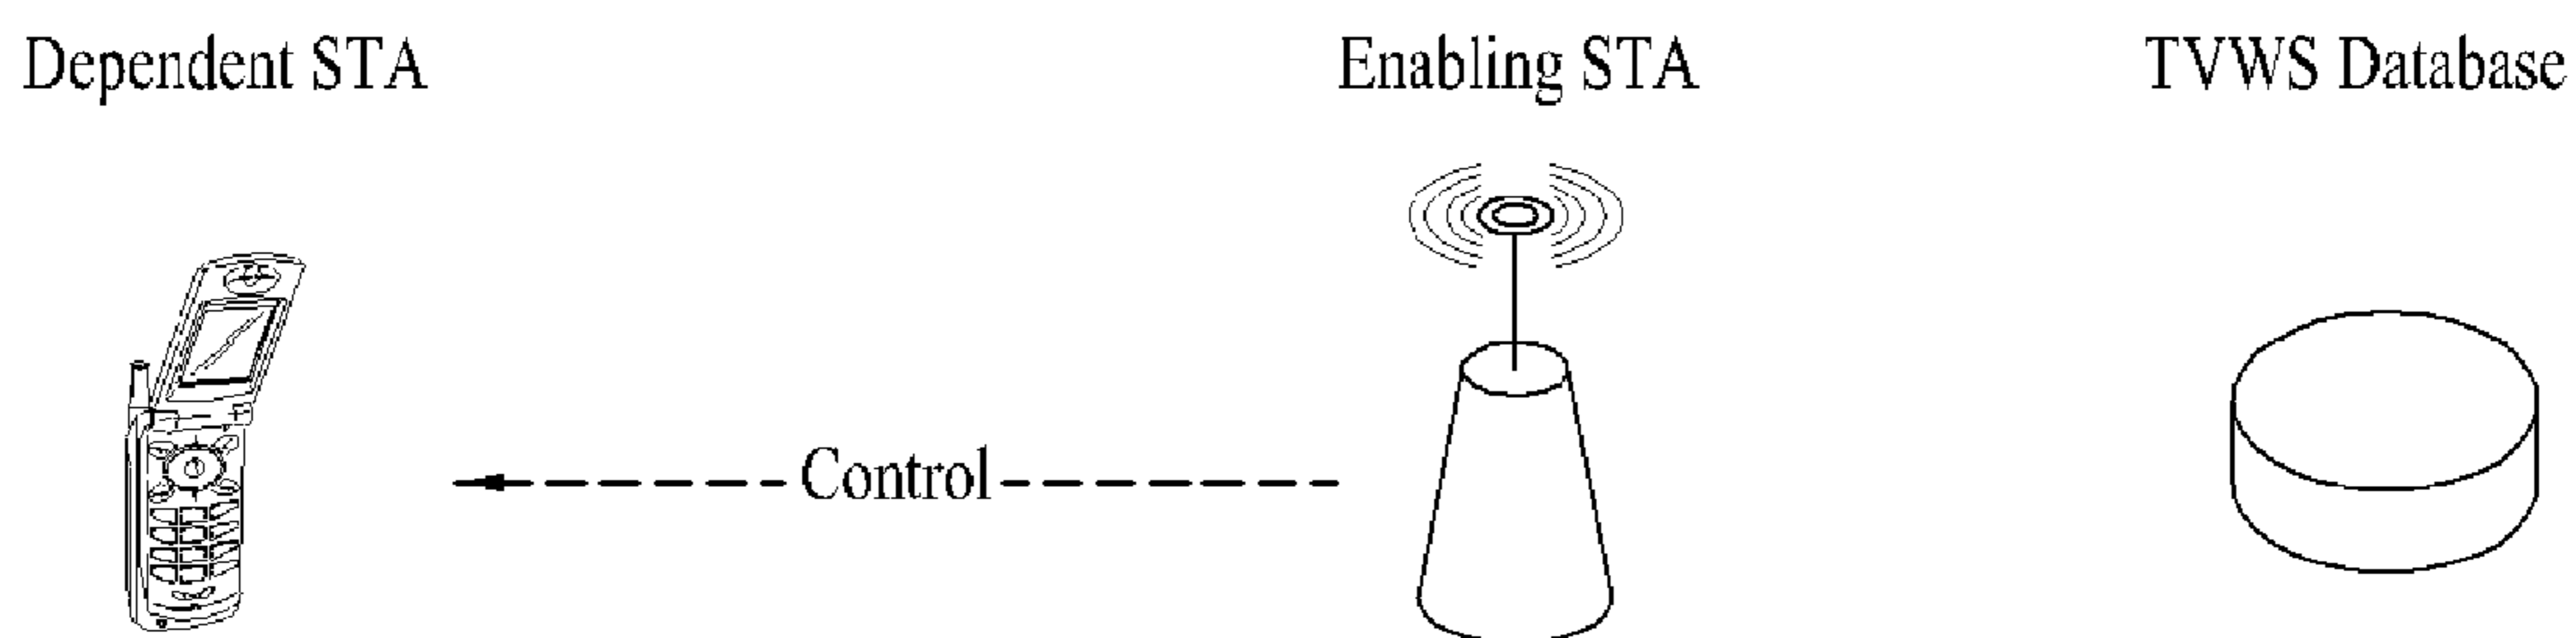 Dependent STA
Enabling STA
TVWS Database
Control